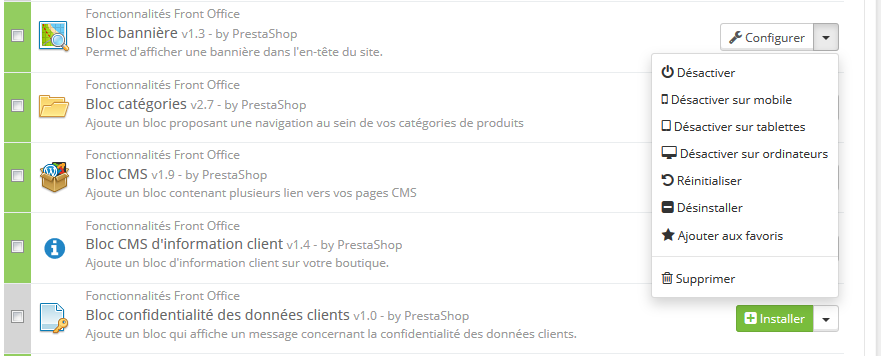 Fonctionnalités Front Office
Bloc bannière v1.3 - by PrestaShop
Permet d'afficher une bannière dans l'en-tête du site.
Configurer
Désactiver
Désactiver sur mobile
Désactiver sur tablettes
Désactiver sur ordinateurs
Réinitialiser
Désinstaller
Ajouter aux favoris
Supprimer
Fonctionnalités Front Office
Bloc catégories v2.7 - by PrestaShop
Ajoute un bloc proposant une navigation au sein de vos catégories de produits
Fonctionnalités Front Office
Bloc CMS v1.9 - by PrestaShop
Ajoute un bloc contenant plusieurs lien vers vos pages CMS
Fonctionnalités Front Office
Bloc CMS d'information client v1.4 - by PrestaShop
Ajoute un bloc d'information client sur votre boutique.
Fonctionnalités Front Office
Bloc confidentialité des données clients v1.0 - by PrestaShop
Ajoute un bloc qui affiche un message concernant la confidentialité des données clients.
Installer